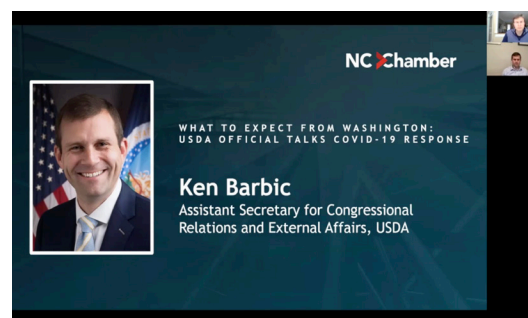 NC Chamber
WHAT TO EXPECT FROM WASHINGTON:
USDA OFFICIAL TALKS COVID-19 RESPONSE
Ken Barbic
Assistant Secretary for Congressional
Relations and External Affairs, USDA